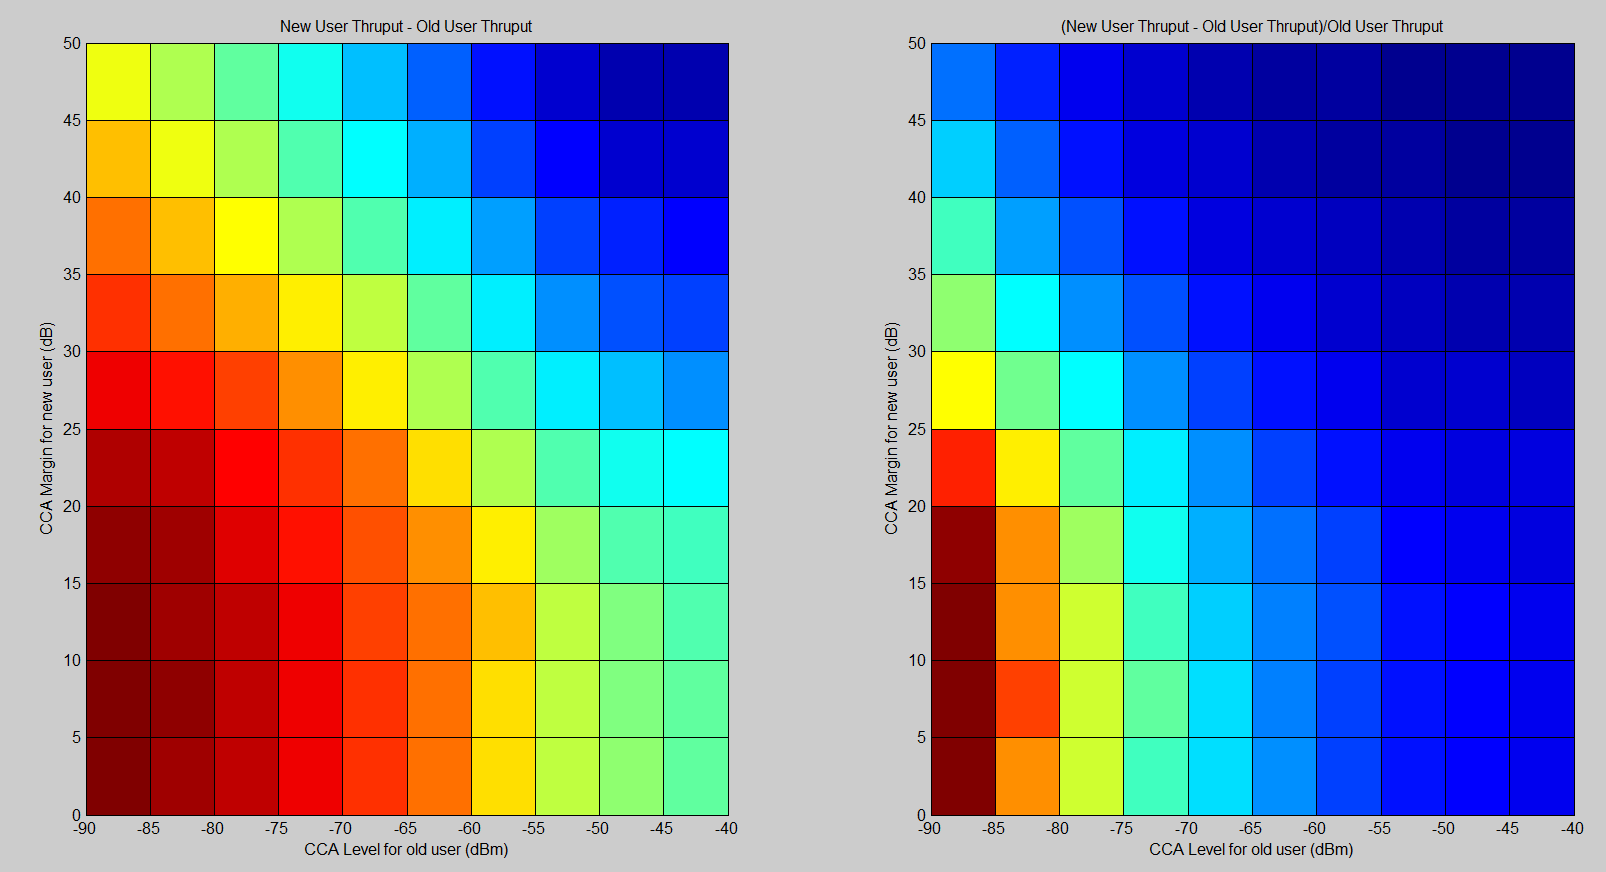 New User Thruput - Old User Thruput
50
45
40
35
30
25
20
15
10
5
0
CCA Margin for new user (dB)
-90 -85 -80 -75 -70 -65 -60 -55 -50 -45 -40
CCA Level for old user (dBm)
(New User Thruput - Old User Thruput)/Old User Thruput
50
45
40
35
30
25
20
15
10
5
0
CCA Margin for new user (dB)
-90 -85 -80 -75 -70 -65 -60 -55 -50 -45 -40
CCA Level for old user (dBm)